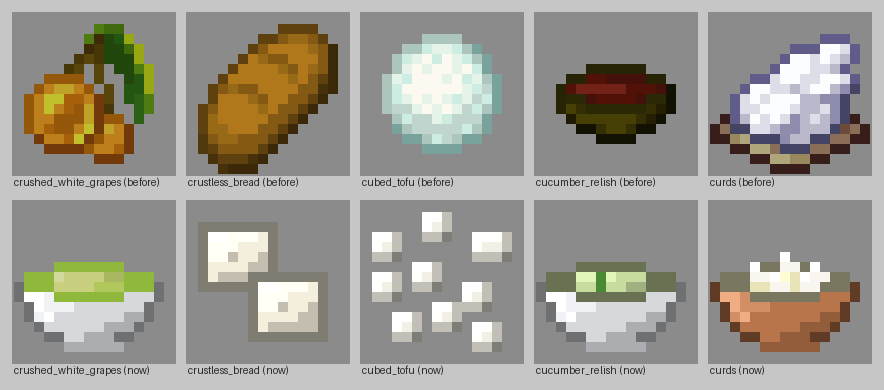 crushed_white_grapes (before)
crustless_bread (before)
cubed_tofu (before)
cucumber_relish (before)
curds (before)
crushed_white_grapes (now)
crustless_bread (now)
cubed_tofu (now)
cucumber_relish (now)
curds (now)